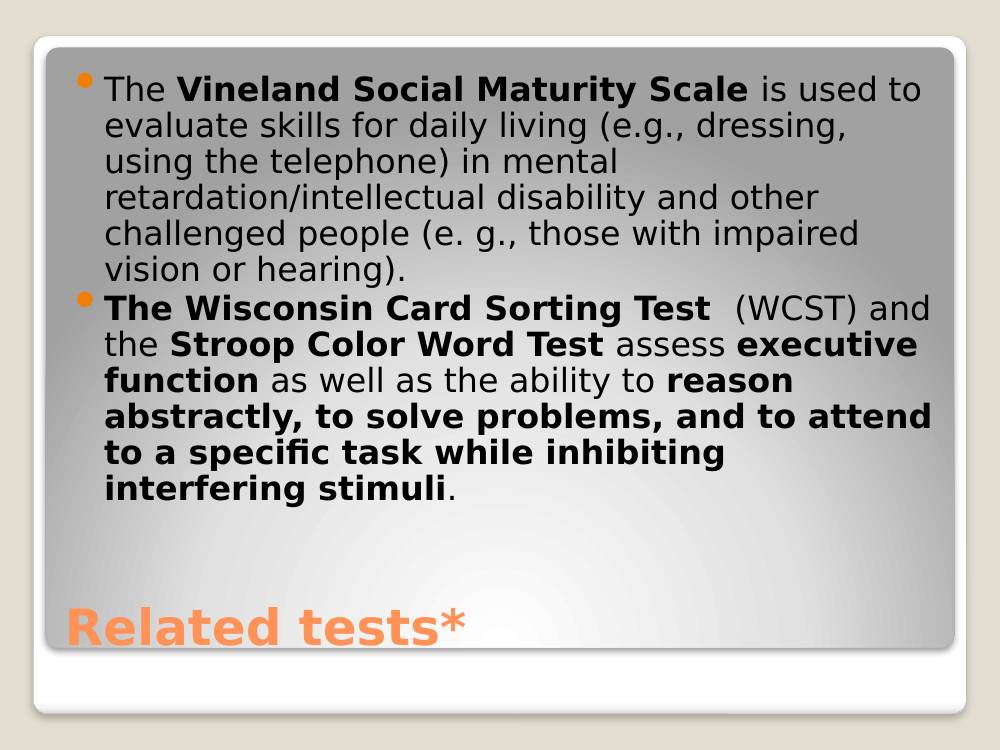 The Vineland Social Maturity Scale is used to
evaluate skills for daily living (e.g., dressing,
using the telephone) in mental
retardation/intellectual disability and other
challenged people (e. g., those with impaired
vision or hearing).
The Wisconsin Card Sorting Test  (WCST) and
the Stroop Color Word Test assess executive
function as well as the ability to reason
abstractly, to solve problems, and to attend
to a specific task while inhibiting
interfering stimuli.
Related tests*